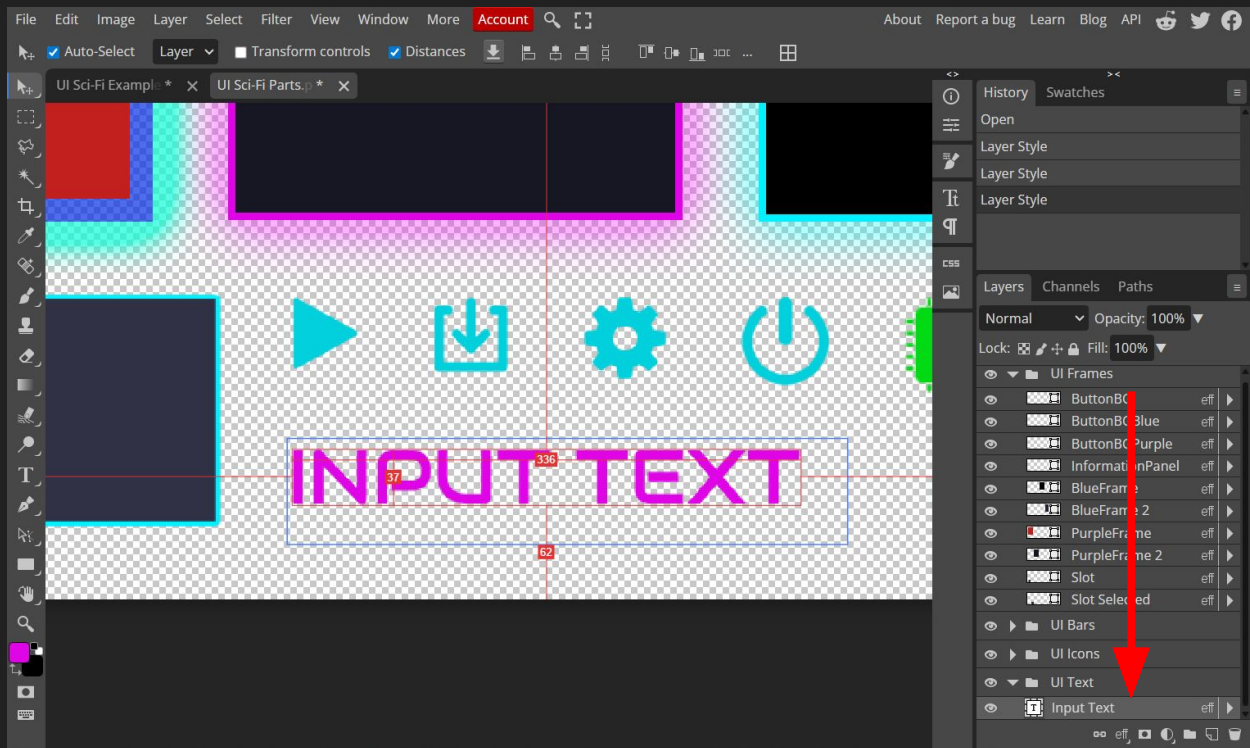 File Edit Image Layer Select Filter View Window More Account About Report a bug Learn Blog API
Auto-Select Layer Transform controls Distances ...
UI Sci-Fi Example * UI Sci-Fi Parts.p *
History Swatches
Open
Layer Style
Layer Style
Layer Style
CSS
Layers Channels Paths
Normal Opacity: 100%
Lock: Fill: 100%
UI Frames
ButtonBG eff
ButtonBGBlue eff
ButtonBGPurple eff
InformationPanel eff
BlueFrame eff
BlueFrame 2 eff
PurpleFrame eff
PurpleFrame 2 eff
Slot eff
Slot Selected eff
UI Bars
UI Icons
UI Text
Input Text eff
eff
INPUT TEXT
336
37
62